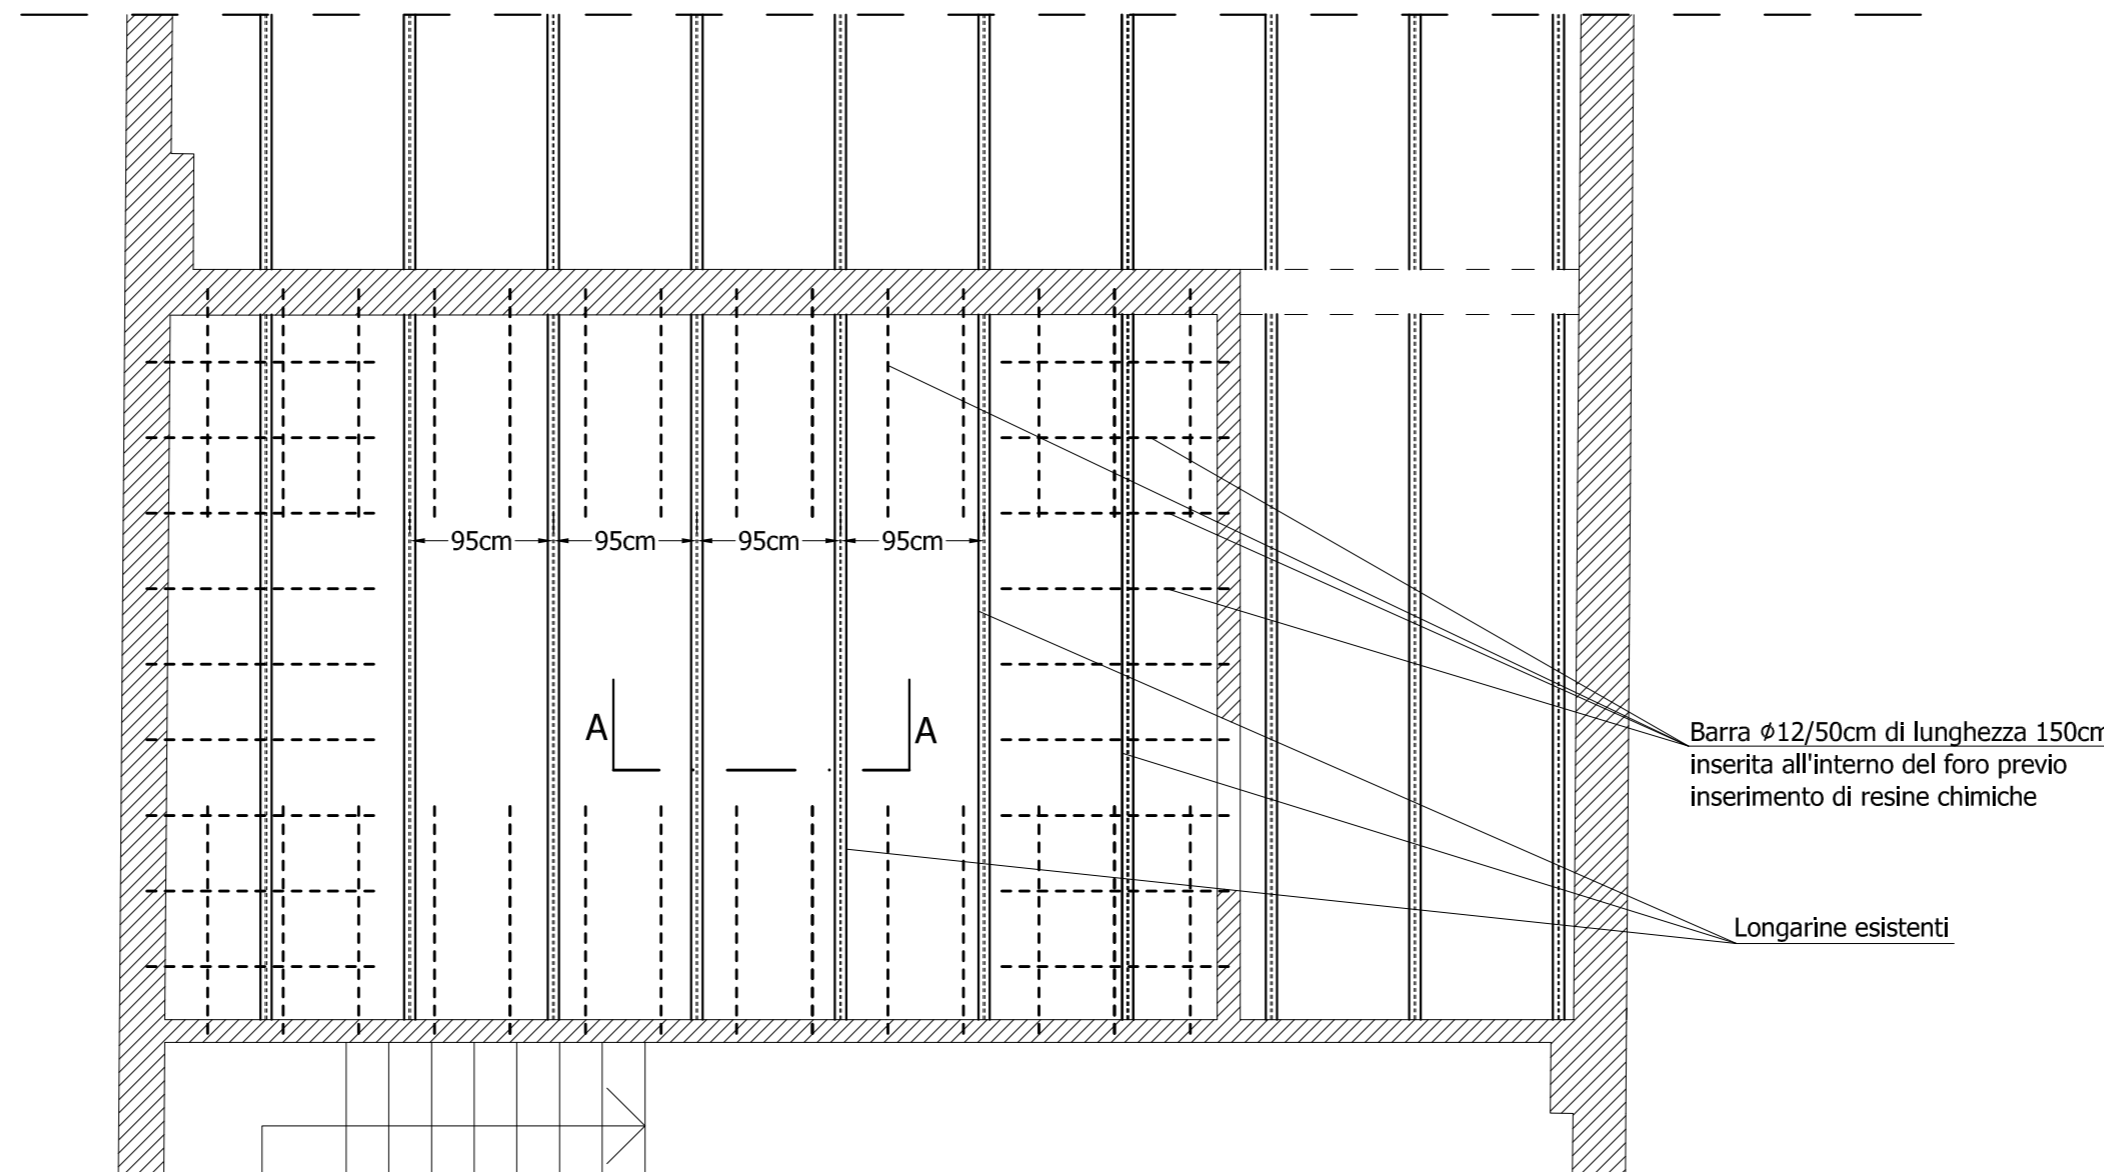 95cm 95cm 95cm 95cm
A A
Barra ⌀12/50cm di lunghezza 150cm
inserita all'interno del foro previo
inserimento di resine chimiche
Longarine esistenti